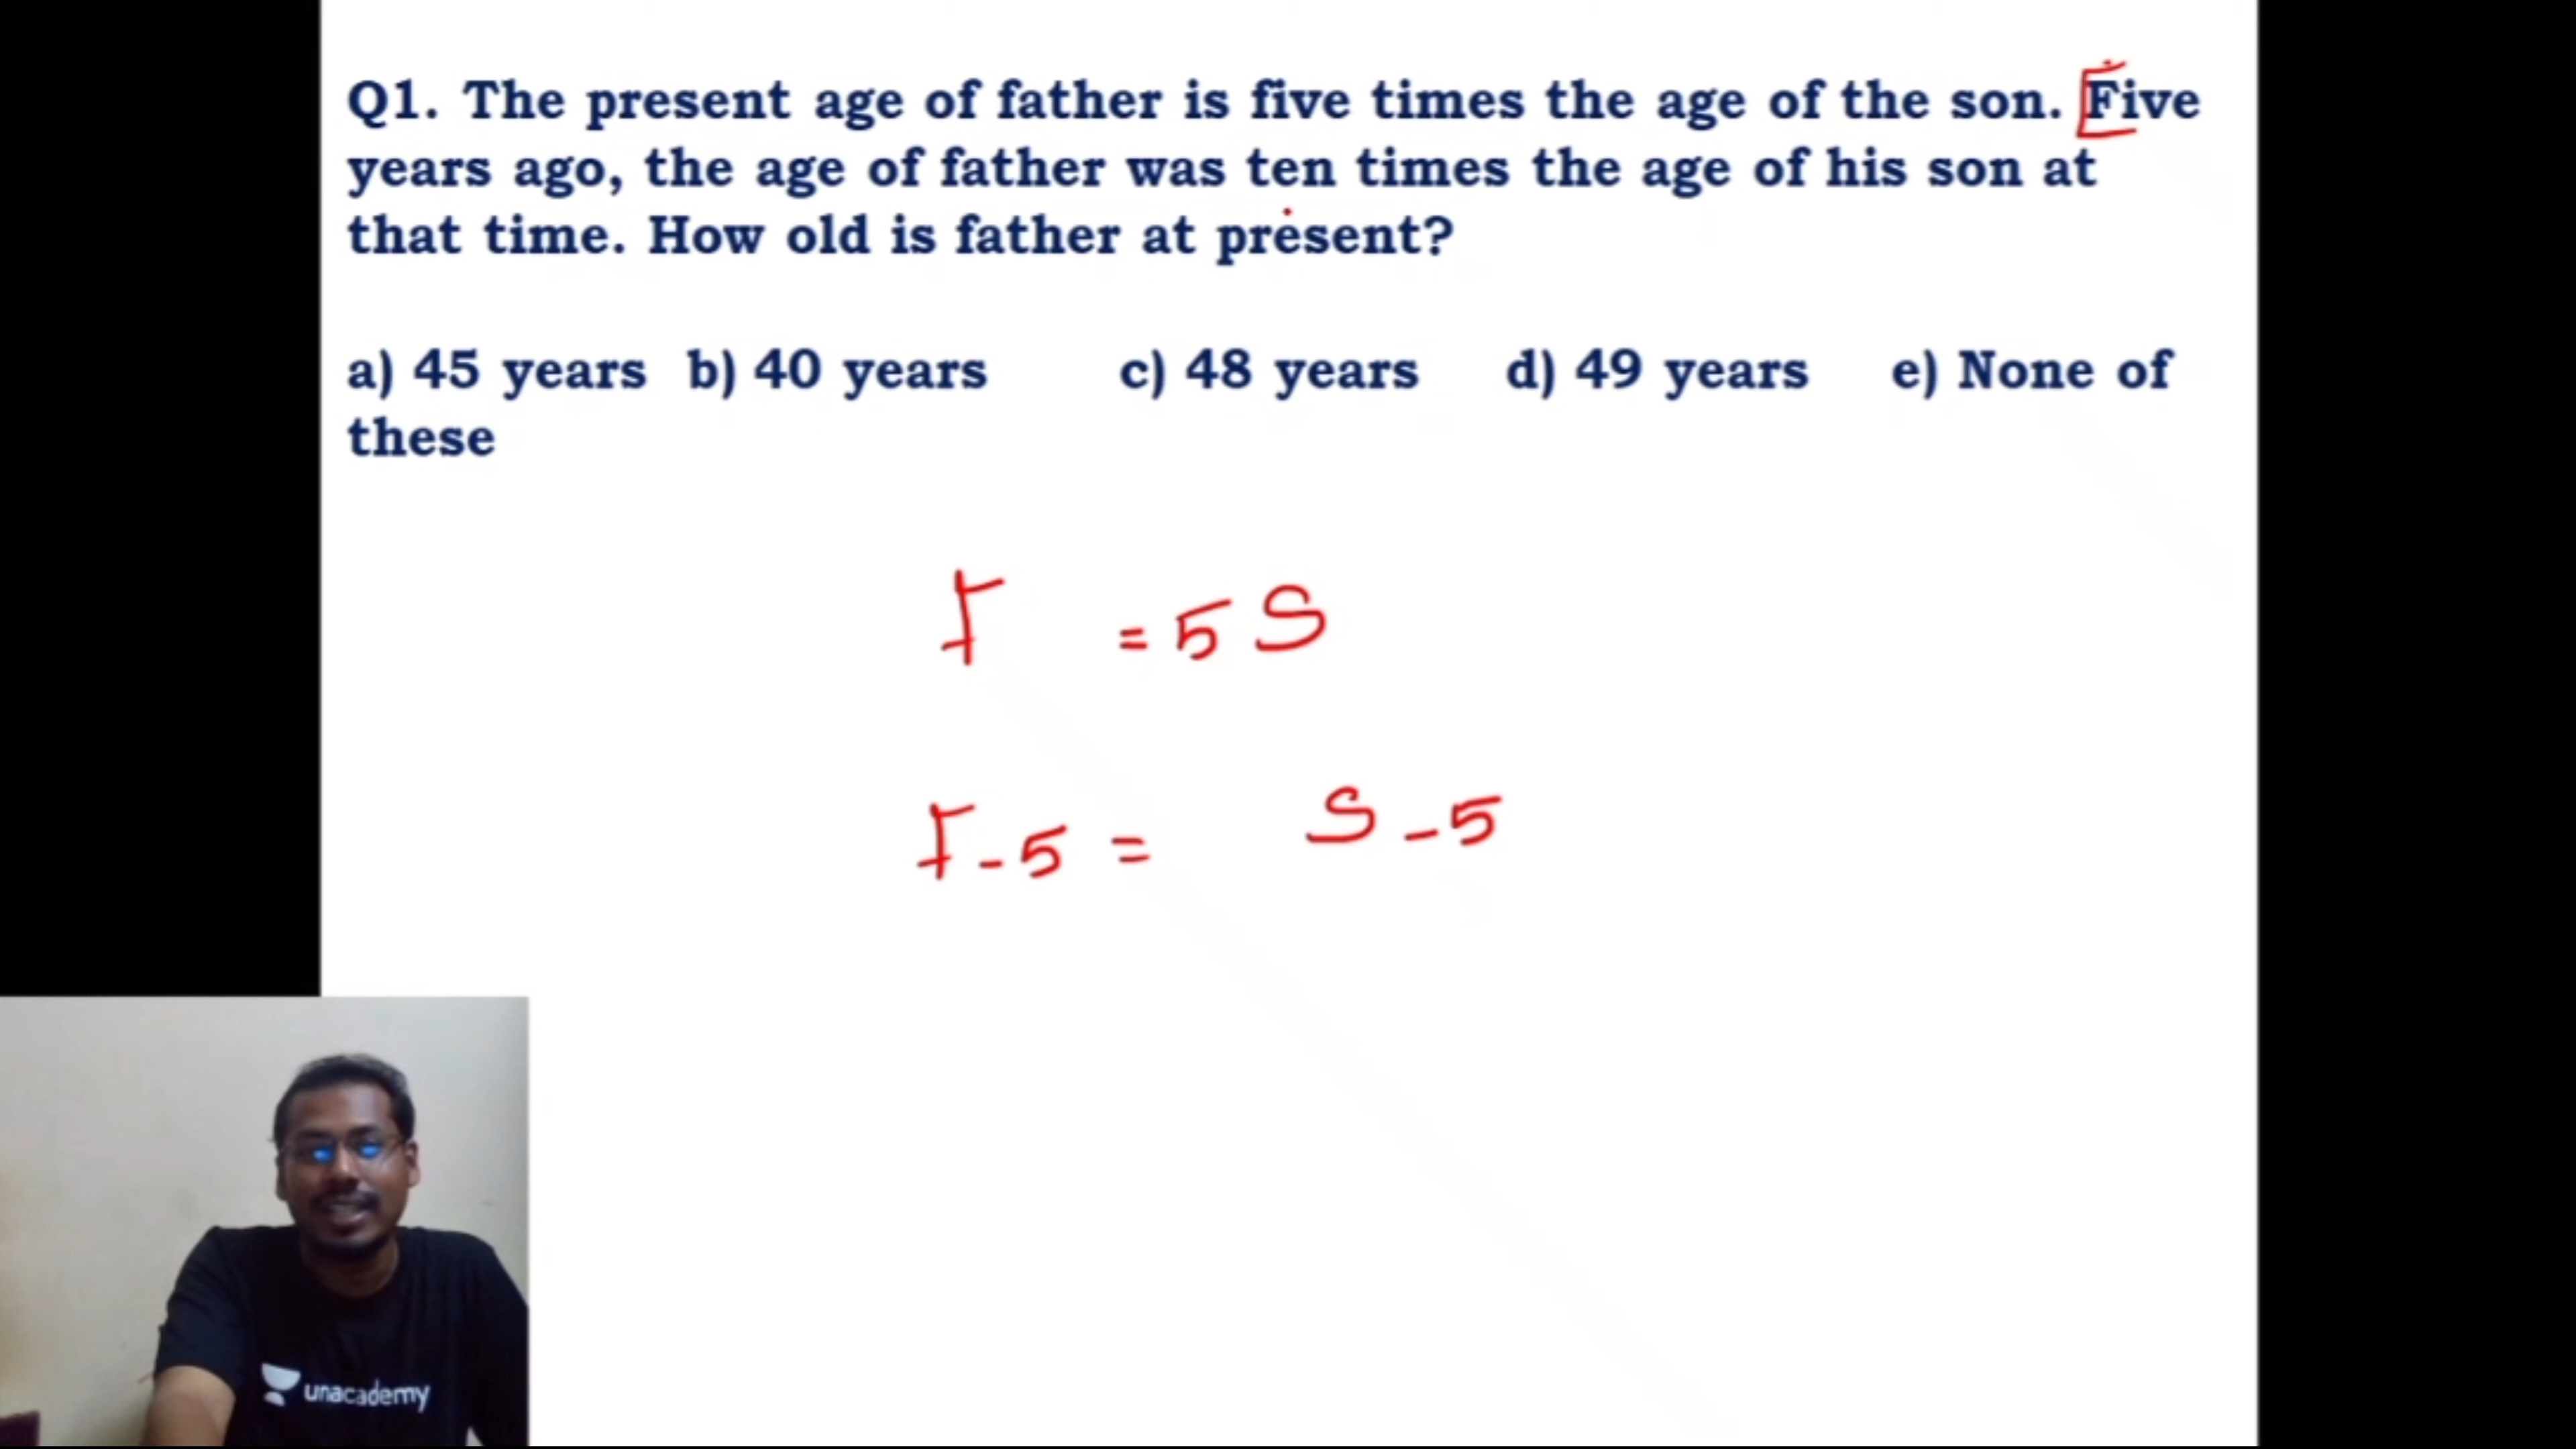 Q1. The present age of father is five times the age of the son. Five
years ago, the age of father was ten times the age of his son at
that time. How old is father at present?
a) 45 years b) 40 years c) 48 years d) 49 years e) None of
these
F = 5 S
F - 5 = S - 5
unacademy